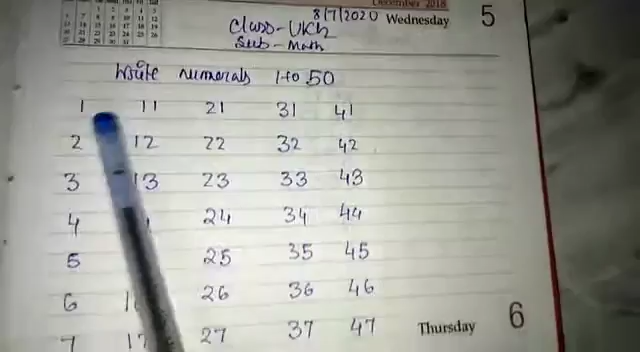 December 2018
8/7/2020 Wednesday 5
Class - UKG
Sub - Math
Write numerals 1 to 50
1 11 21 31 41
2 12 22 32 42
3 13 23 33 43
4 24 34 44
5 25 35 45
6 26 36 46
7 17 27 37 47
Thursday 6